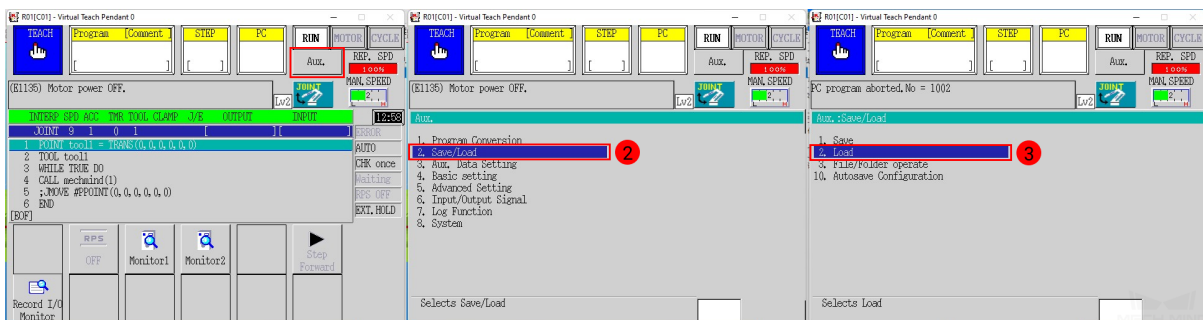 R01[C01] - Virtual Teach Pendant 0
TEACH
Program [Comment ]
STEP
PC
RUN
MOTOR
CYCLE
[ ]
[ ]
Aux.
REP. SPD
100%
(E1135) Motor power OFF.
Lv2
JOINT
MAN. SPEED
2
INTERP SPD ACC TMR TOOL CLAMP J/E OUTPUT INPUT
12:58
JOINT 9 1 0 1 [ ][ ]
ERROR
1 POINT tool1 = TRANS(0,0,0,0,0,0)
AUTO
2 TOOL tool1
3 WHILE TRUE DO
CHK once
4 CALL mechmind(1)
Waiting
5 ;JMOVE #PPOINT(0,0,0,0,0,0)
RPS OFF
6 END
EXT. HOLD
[EOF]
RPS
OFF
Monitor1
Monitor2
Step
Forward
Record I/O
Monitor
R01[C01] - Virtual Teach Pendant 0
TEACH
Program [Comment ]
STEP
PC
RUN
MOTOR
CYCLE
[ ]
[ ]
Aux.
REP. SPD
100%
(E1135) Motor power OFF.
Lv2
JOINT
MAN. SPEED
2
Aux.
1. Program Conversion
2. Save/Load
2
3. Aux. Data Setting
4. Basic setting
5. Advanced Setting
6. Input/Output Signal
7. Log Function
8. System
Selects Save/Load
R01[C01] - Virtual Teach Pendant 0
TEACH
Program [Comment ]
STEP
PC
RUN
MOTOR
CYCLE
[ ]
[ ]
Aux.
REP. SPD
100%
PC program aborted.No = 1002
Lv2
JOINT
MAN. SPEED
2
Aux.:Save/Load
1. Save
2. Load
3
3. File/Folder operate
10. Autosave Configuration
Selects Load